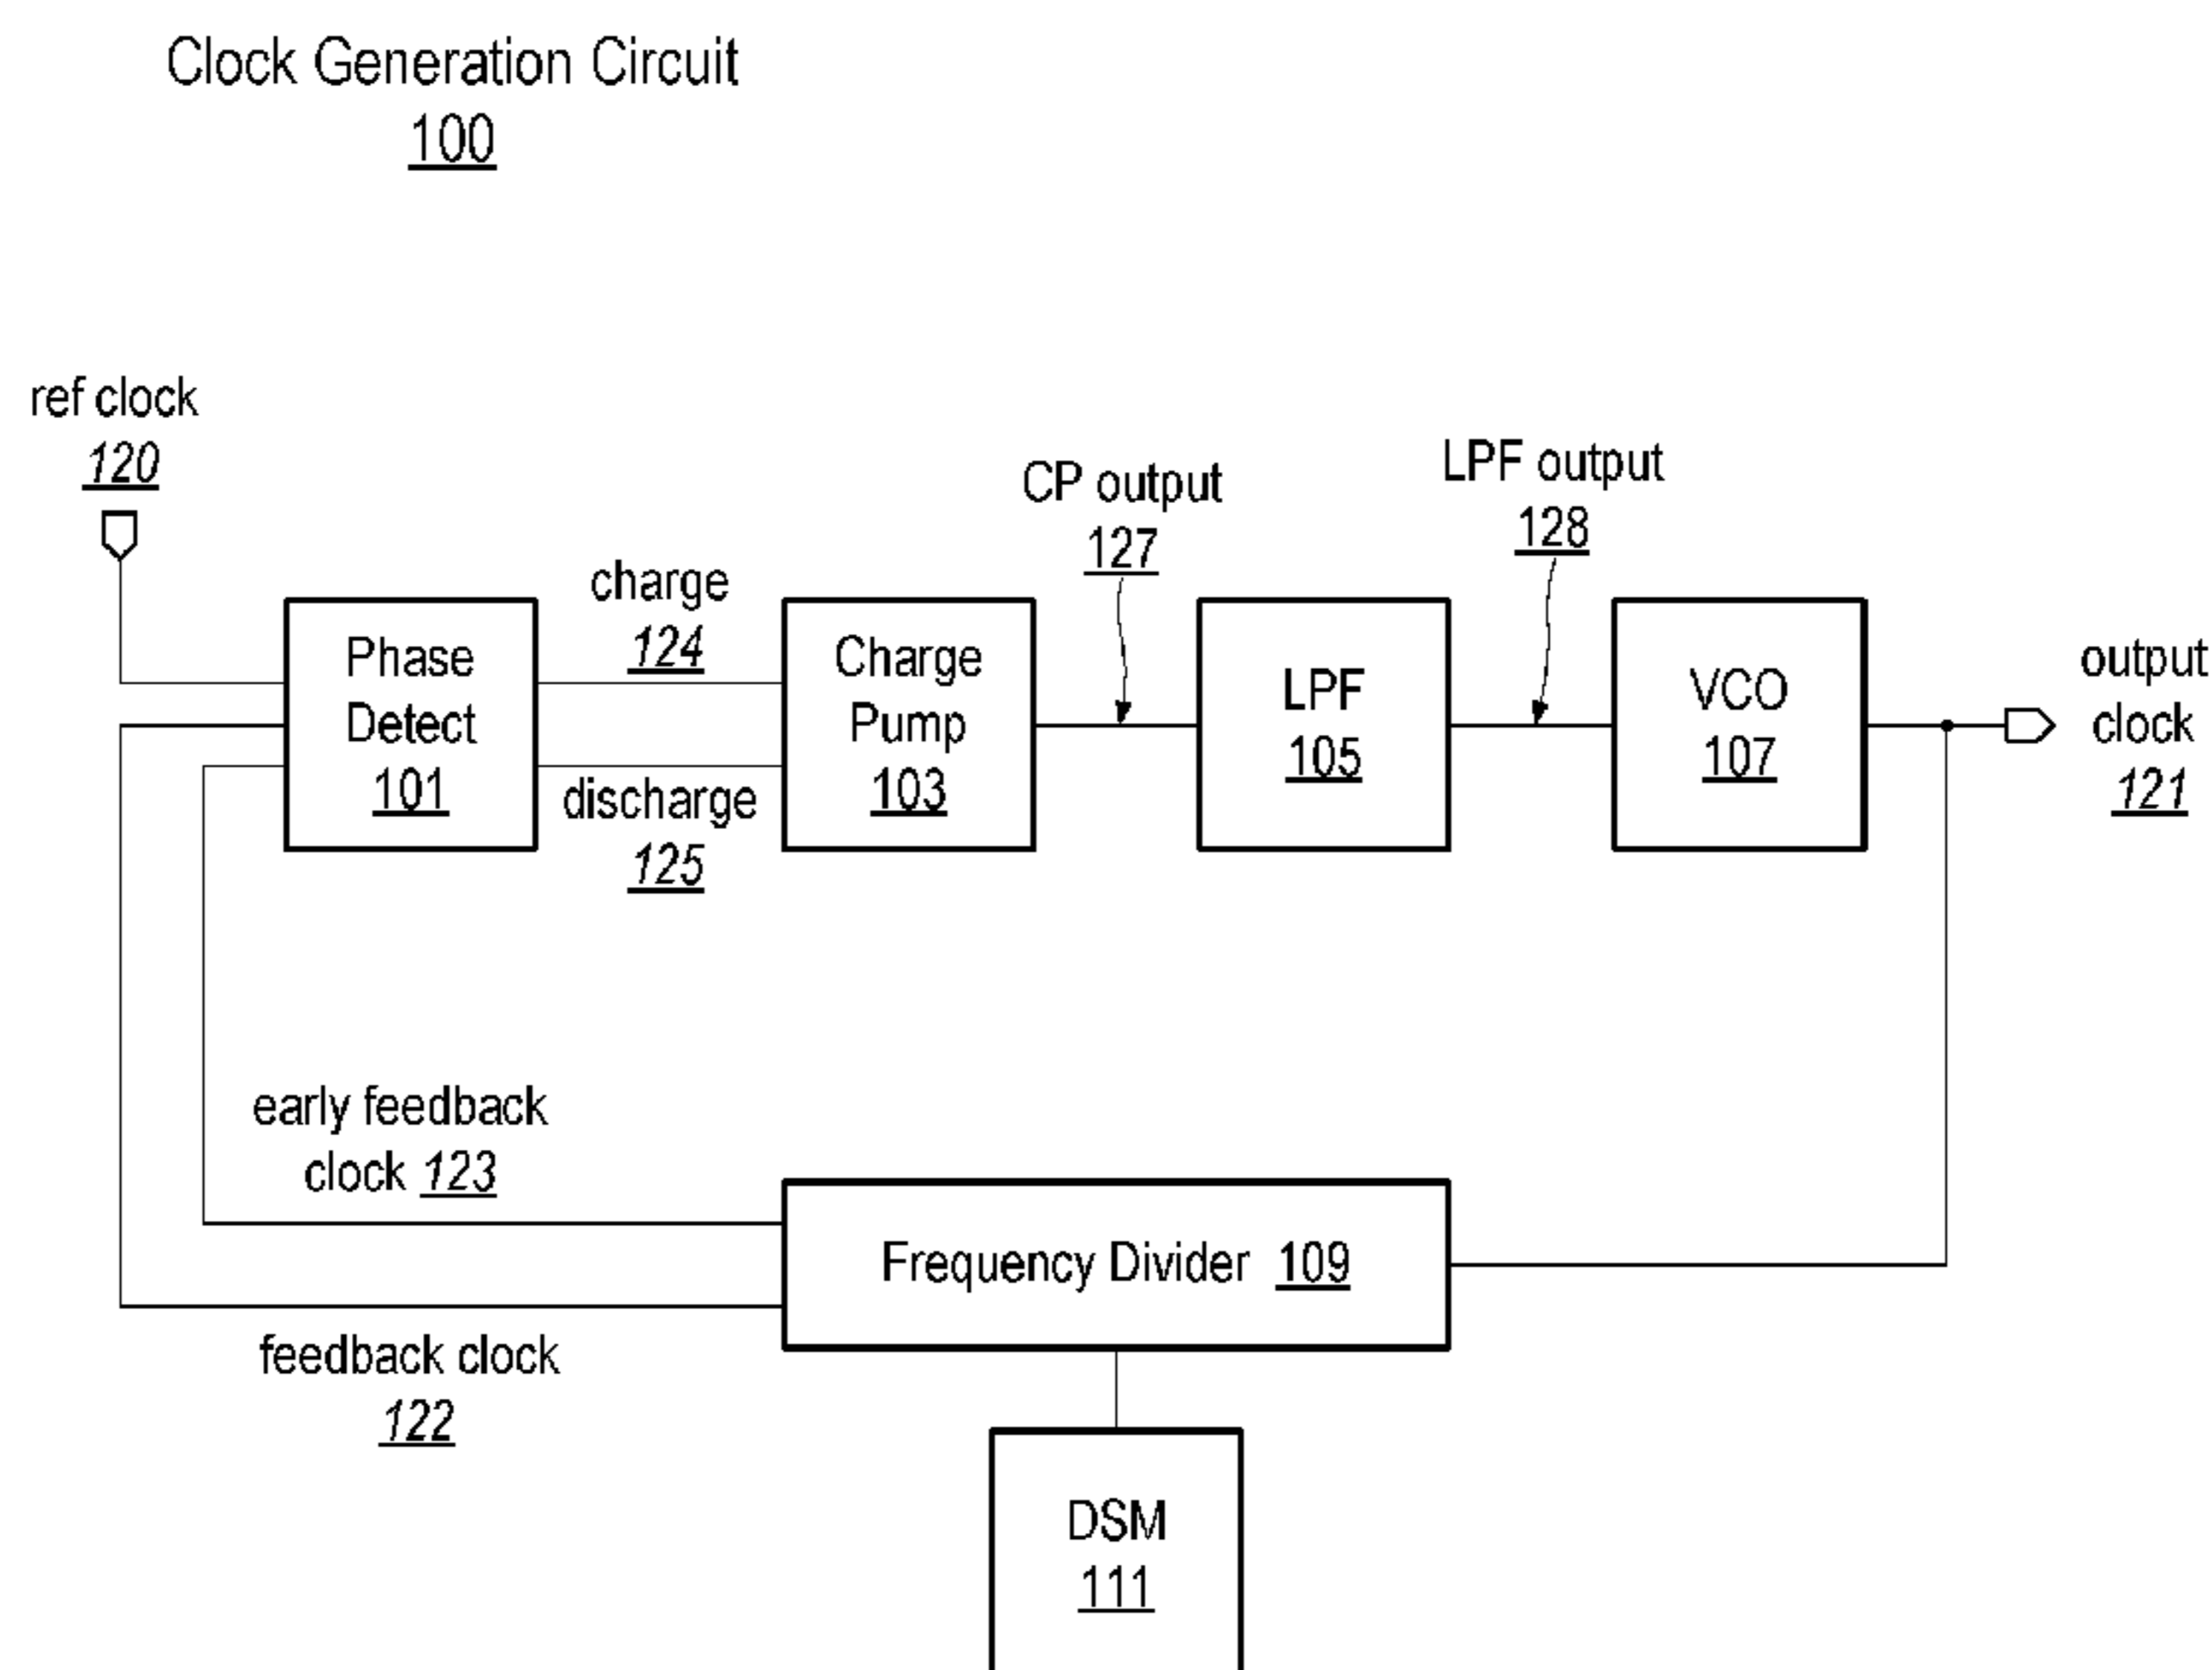 Clock Generation Circuit
100
ref clock
120
charge
124
discharge
125
CP output
127
LPF output
128
Phase
Detect
101
Charge
Pump
103
LPF
105
VCO
107
output
clock
121
early feedback
clock 123
Frequency Divider 109
feedback clock
122
DSM
111